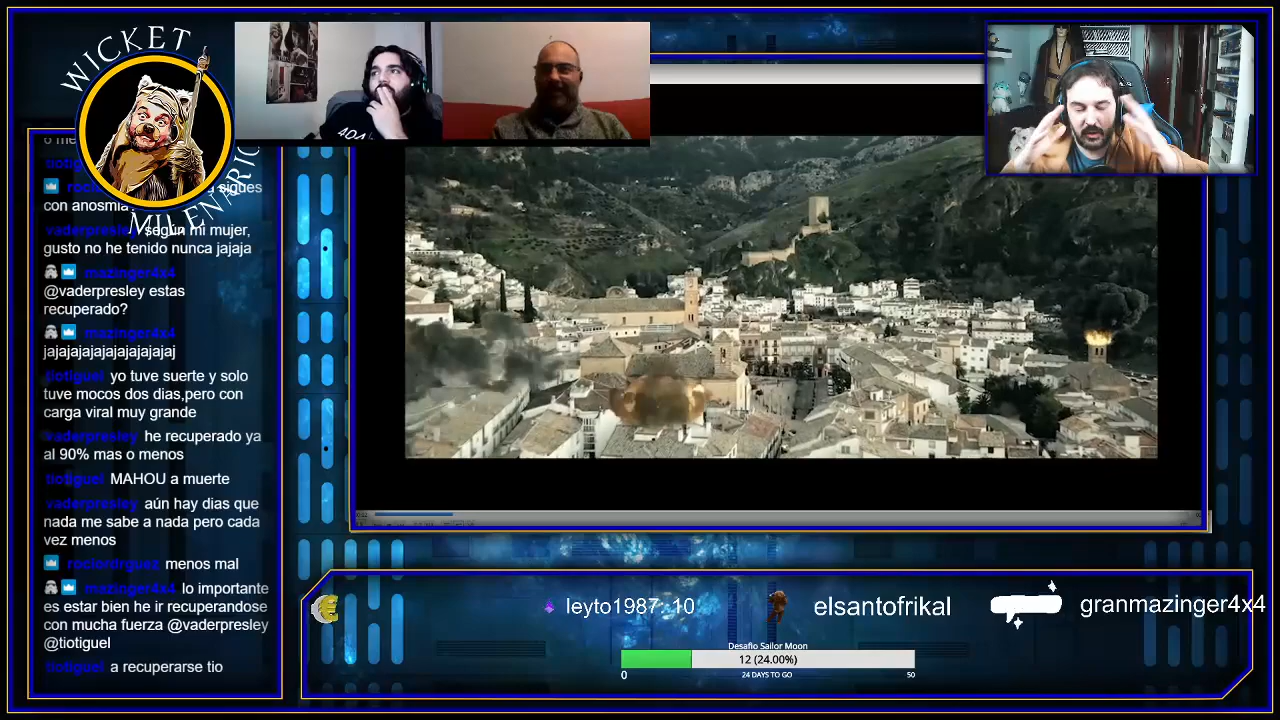 WICKET
MILENARIO
sigues
con anosmia?
vaderpresley según mi mujer,
gusto no he tenido nunca jajaja
mazinger4x4
@vaderpresley estas
recuperado?
mazinger4x4
jajajajajajajajajajaj
tiotiguel yo tuve suerte y solo
tuve mocos dos dias,pero con
carga viral muy grande
vaderpresley he recuperado ya
al 90% mas o menos
tiotiguel MAHOU a muerte
vaderpresley aún hay dias que
nada me sabe a nada pero cada
vez menos
rociordrguez menos mal
mazinger4x4 lo importante
es estar bien he ir recuperandose
con mucha fuerza @vaderpresley
@tiotiguel
tiotiguel a recuperarse tio
leyto1987: 10
elsantofrikal
granmazinger4x4
Desafio Sailor Moon
12 (24.00%)
0
24 DAYS TO GO
50